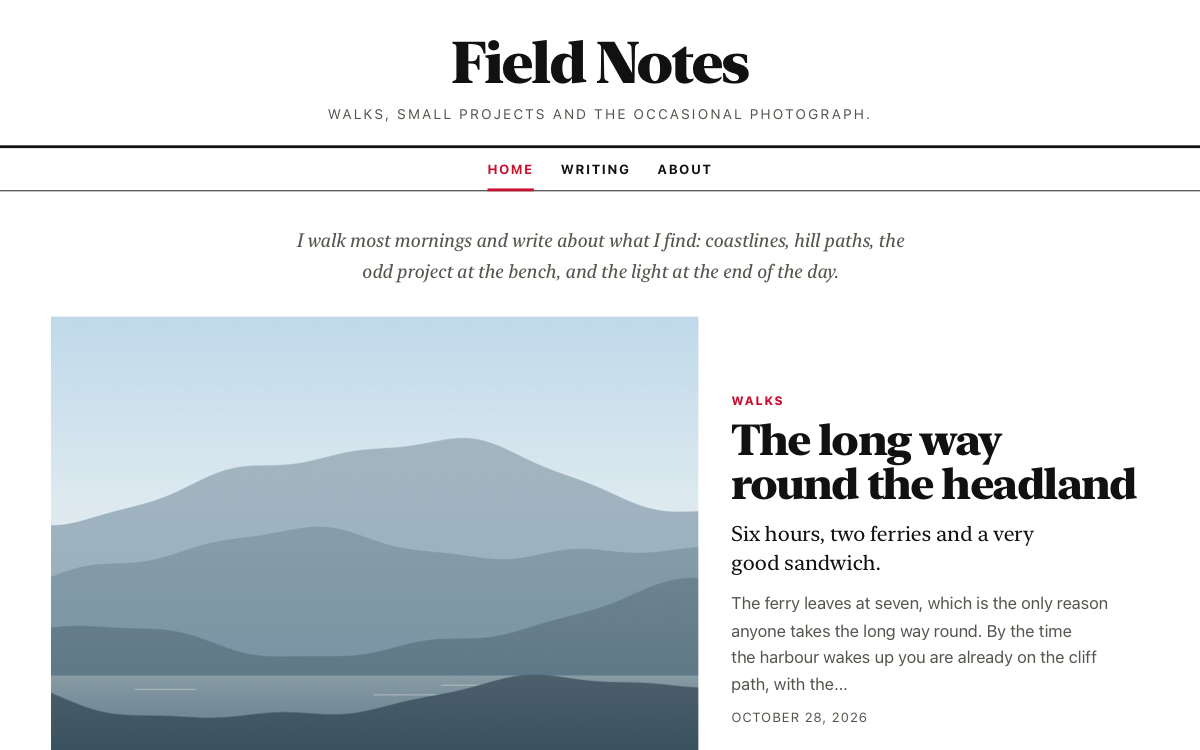 Field Notes
WALKS, SMALL PROJECTS AND THE OCCASIONAL PHOTOGRAPH.
HOME WRITING ABOUT
I walk most mornings and write about what I find: coastlines, hill paths, the
odd project at the bench, and the light at the end of the day.
WALKS
The long way
round the headland
Six hours, two ferries and a very
good sandwich.
The ferry leaves at seven, which is the only reason
anyone takes the long way round. By the time
the harbour wakes up you are already on the cliff
path, with the…
OCTOBER 28, 2026